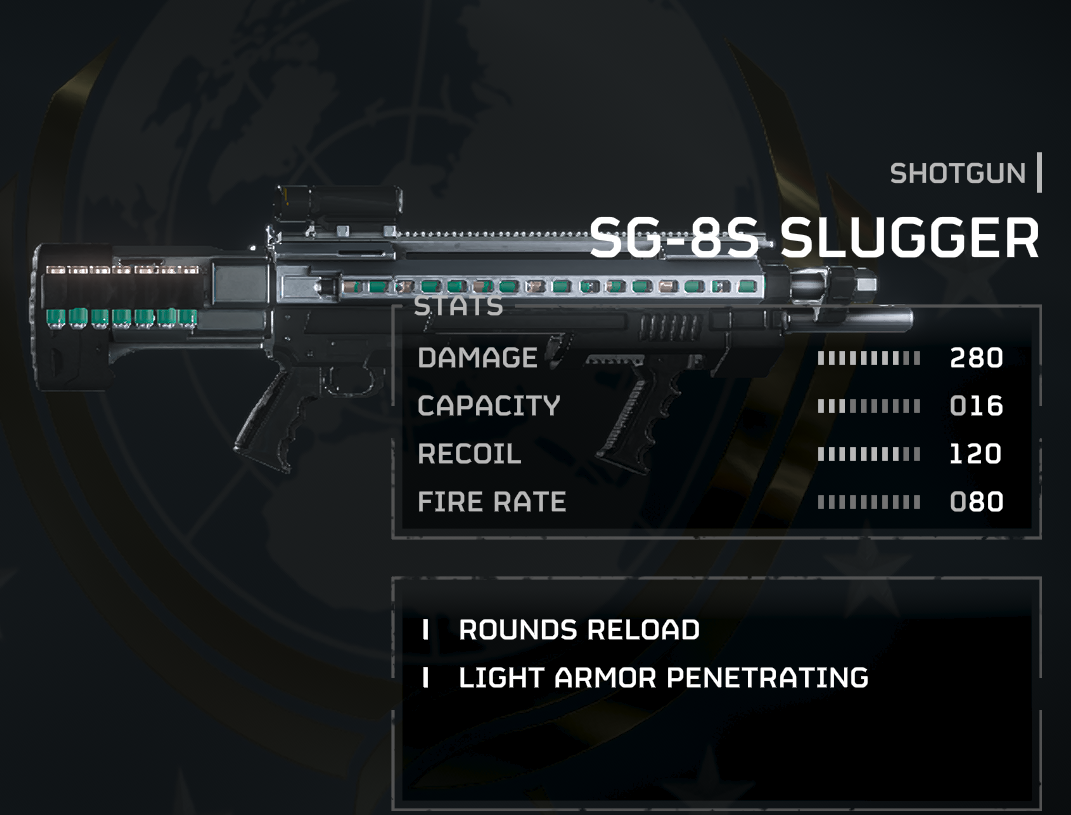 SHOTGUN
SG-8S SLUGGER
STATS
DAMAGE 280
CAPACITY 016
RECOIL 120
FIRE RATE 080
ROUNDS RELOAD
LIGHT ARMOR PENETRATING